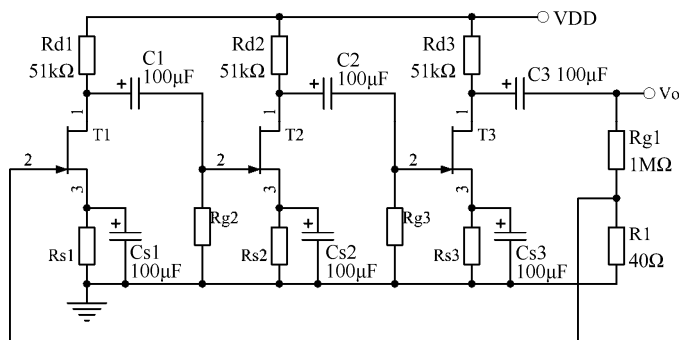 VDD
Rd1
51kΩ
C1
100μF
Rd2
51kΩ
C2
100μF
Rd3
51kΩ
C3 100μF
Vo
1
T1
2
3
1
T2
2
3
1
T3
2
3
Rg1
1MΩ
Rs1
Cs1
100μF
Rg2
Rs2
Cs2
100μF
Rg3
Rs3
Cs3
100μF
R1
40Ω